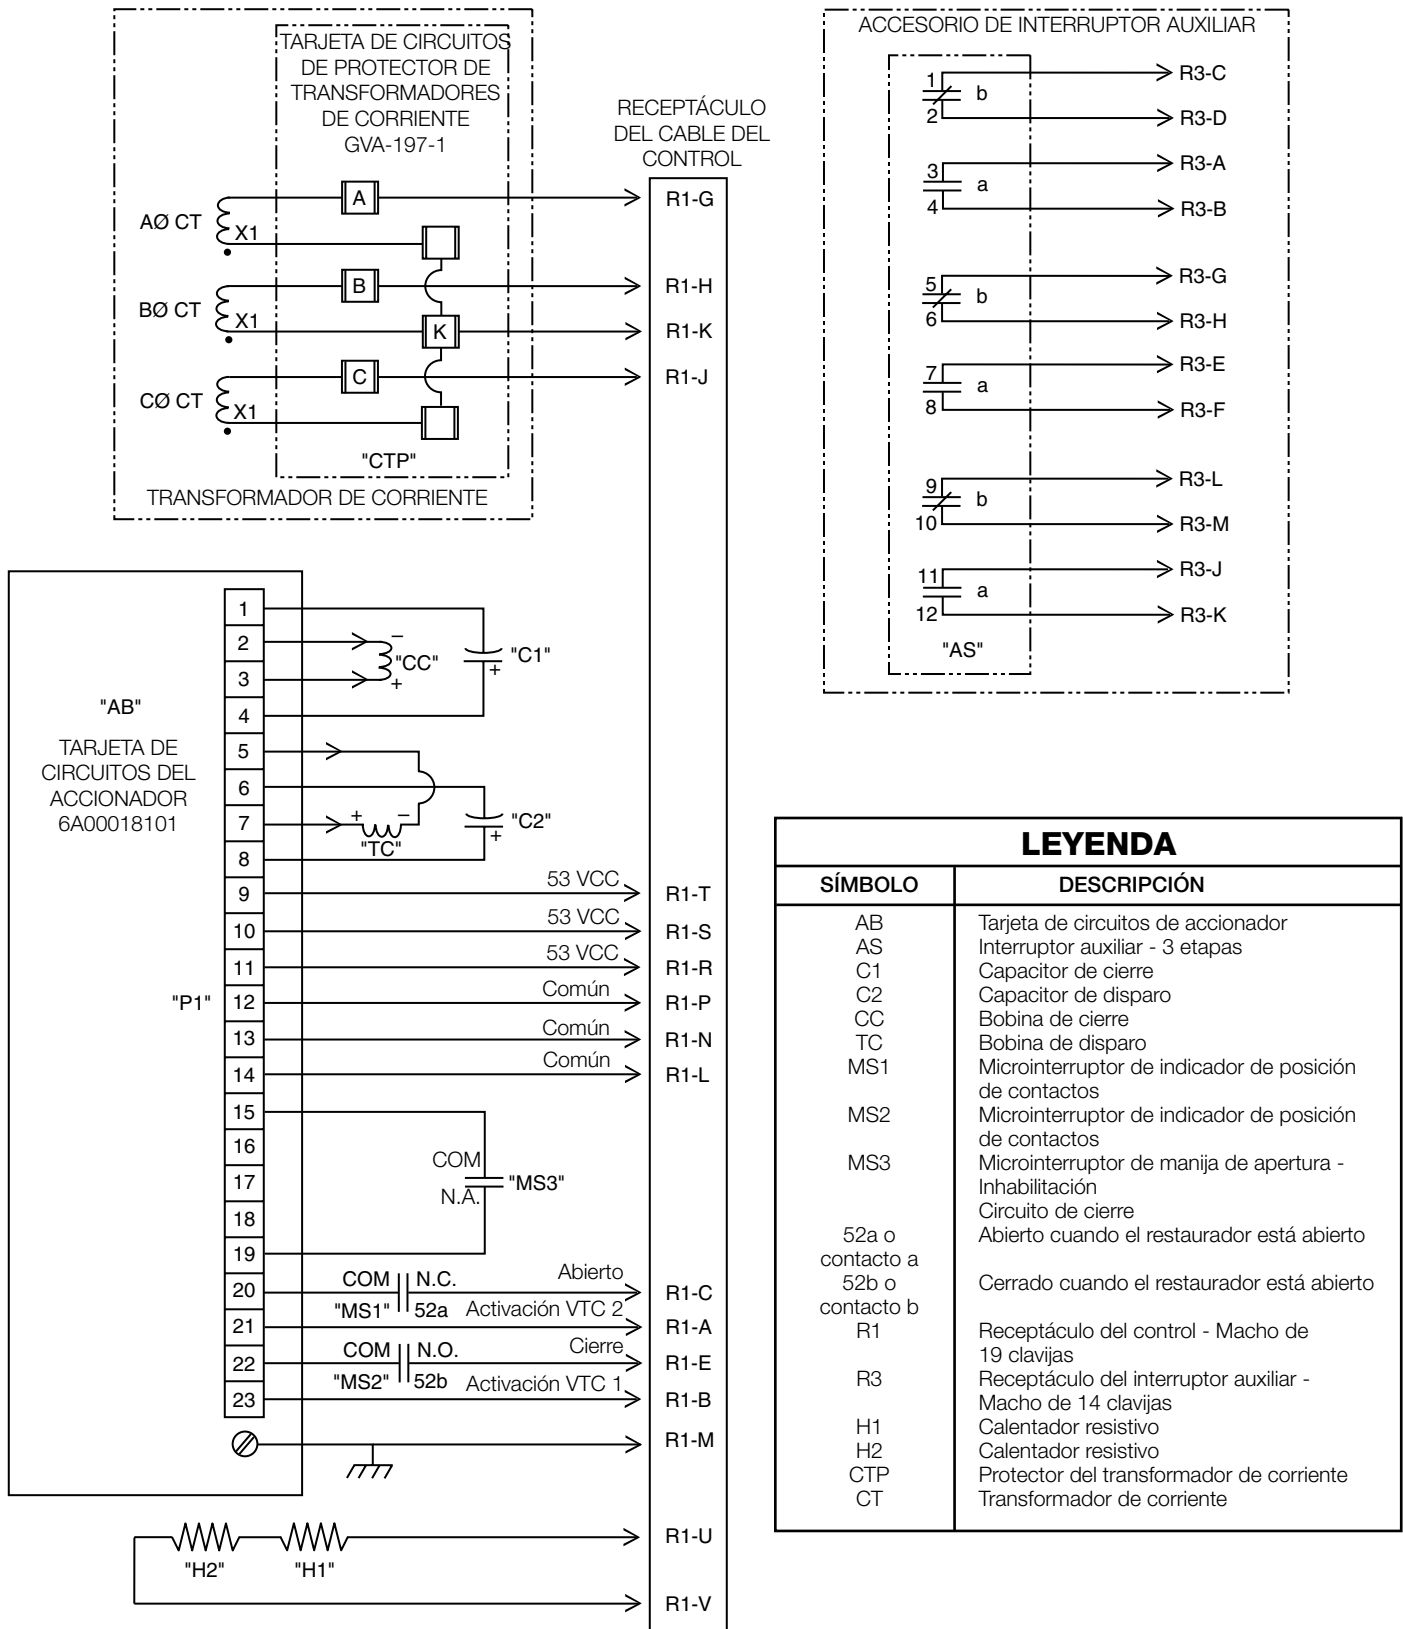 TARJETA DE CIRCUITOS
DE PROTECTOR DE
TRANSFORMADORES
DE CORRIENTE
GVA-197-1
RECEPTÁCULO
DEL CABLE DEL
CONTROL
AØ CT
X1
A
R1-G
BØ CT
X1
B
R1-H
K
R1-K
CØ CT
X1
C
R1-J
"CTP"
TRANSFORMADOR DE CORRIENTE
ACCESORIO DE INTERRUPTOR AUXILIAR
1
2
b
R3-C
R3-D
3
4
a
R3-A
R3-B
5
6
b
R3-G
R3-H
7
8
a
R3-E
R3-F
9
10
b
R3-L
R3-M
11
12
a
R3-J
R3-K
"AS"
"AB"
TARJETA DE
CIRCUITOS DEL
ACCIONADOR
6A00018101
"P1"
1
2
3
4
5
6
7
8
9
10
11
12
13
14
15
16
17
18
19
20
21
22
23
–
"CC"
+
"C1"
+
+ –
"TC"
"C2"
+
53 VCC
R1-T
53 VCC
R1-S
53 VCC
R1-R
Común
R1-P
Común
R1-N
Común
R1-L
COM
N.A.
"MS3"
COM N.C.
Abierto
R1-C
"MS1" 52a
Activación VTC 2
R1-A
COM N.O.
Cierre
R1-E
"MS2" 52b
Activación VTC 1
R1-B
R1-M
"H2"
"H1"
R1-U
R1-V
LEYENDA
SÍMBOLO DESCRIPCIÓN
AB Tarjeta de circuitos de accionador
AS Interruptor auxiliar - 3 etapas
C1 Capacitor de cierre
C2 Capacitor de disparo
CC Bobina de cierre
TC Bobina de disparo
MS1 Microinterruptor de indicador de posición
de contactos
MS2 Microinterruptor de indicador de posición
de contactos
MS3 Microinterruptor de manija de apertura -
Inhabilitación
Circuito de cierre
52a o Abierto cuando el restaurador está abierto
contacto a
52b o Cerrado cuando el restaurador está abierto
contacto b
R1 Receptáculo del control - Macho de
19 clavijas
R3 Receptáculo del interruptor auxiliar -
Macho de 14 clavijas
H1 Calentador resistivo
H2 Calentador resistivo
CTP Protector del transformador de corriente
CT Transformador de corriente